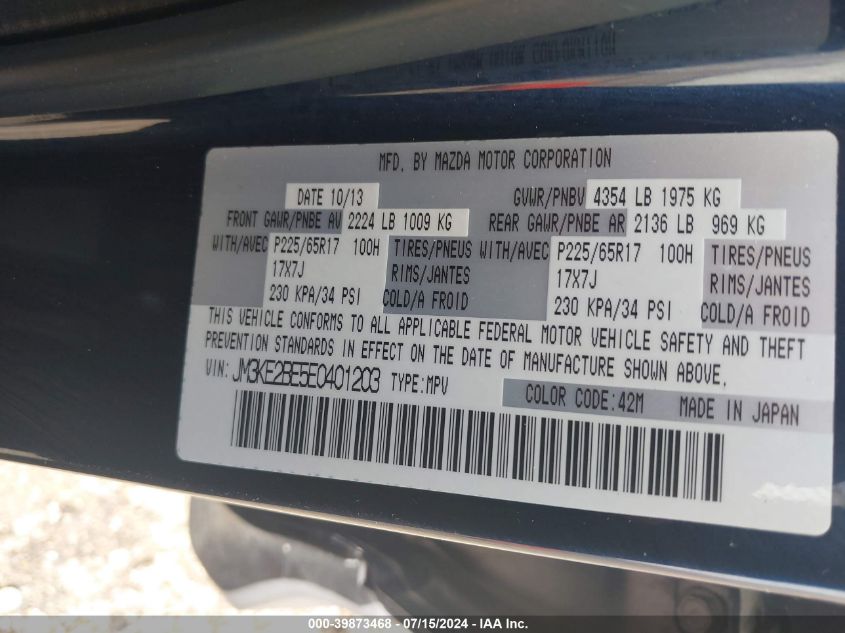 MFD. BY MAZDA MOTOR CORPORATION
DATE 10/13 GVWR/PNBV 4354 LB 1975 KG
FRONT GAWR/PNBE AV 2224 LB 1009 KG REAR GAWR/PNBE AR 2136 LB 969 KG
WITH/AVEC P225/65R17 100H TIRES/PNEUS WITH/AVEC P225/65R17 100H TIRES/PNEUS
17X7J RIMS/JANTES 17X7J RIMS/JANTES
230 KPA/34 PSI COLD/A FROID 230 KPA/34 PSI COLD/A FROID
THIS VEHICLE CONFORMS TO ALL APPLICABLE FEDERAL MOTOR VEHICLE SAFETY AND THEFT
PREVENTION STANDARDS IN EFFECT ON THE DATE OF MANUFACTURE SHOWN ABOVE.
VIN: JM3KE2BE5E0401203 TYPE:MPV
COLOR CODE:42M MADE IN JAPAN
000-39873468 - 07/15/2024 - IAA Inc.